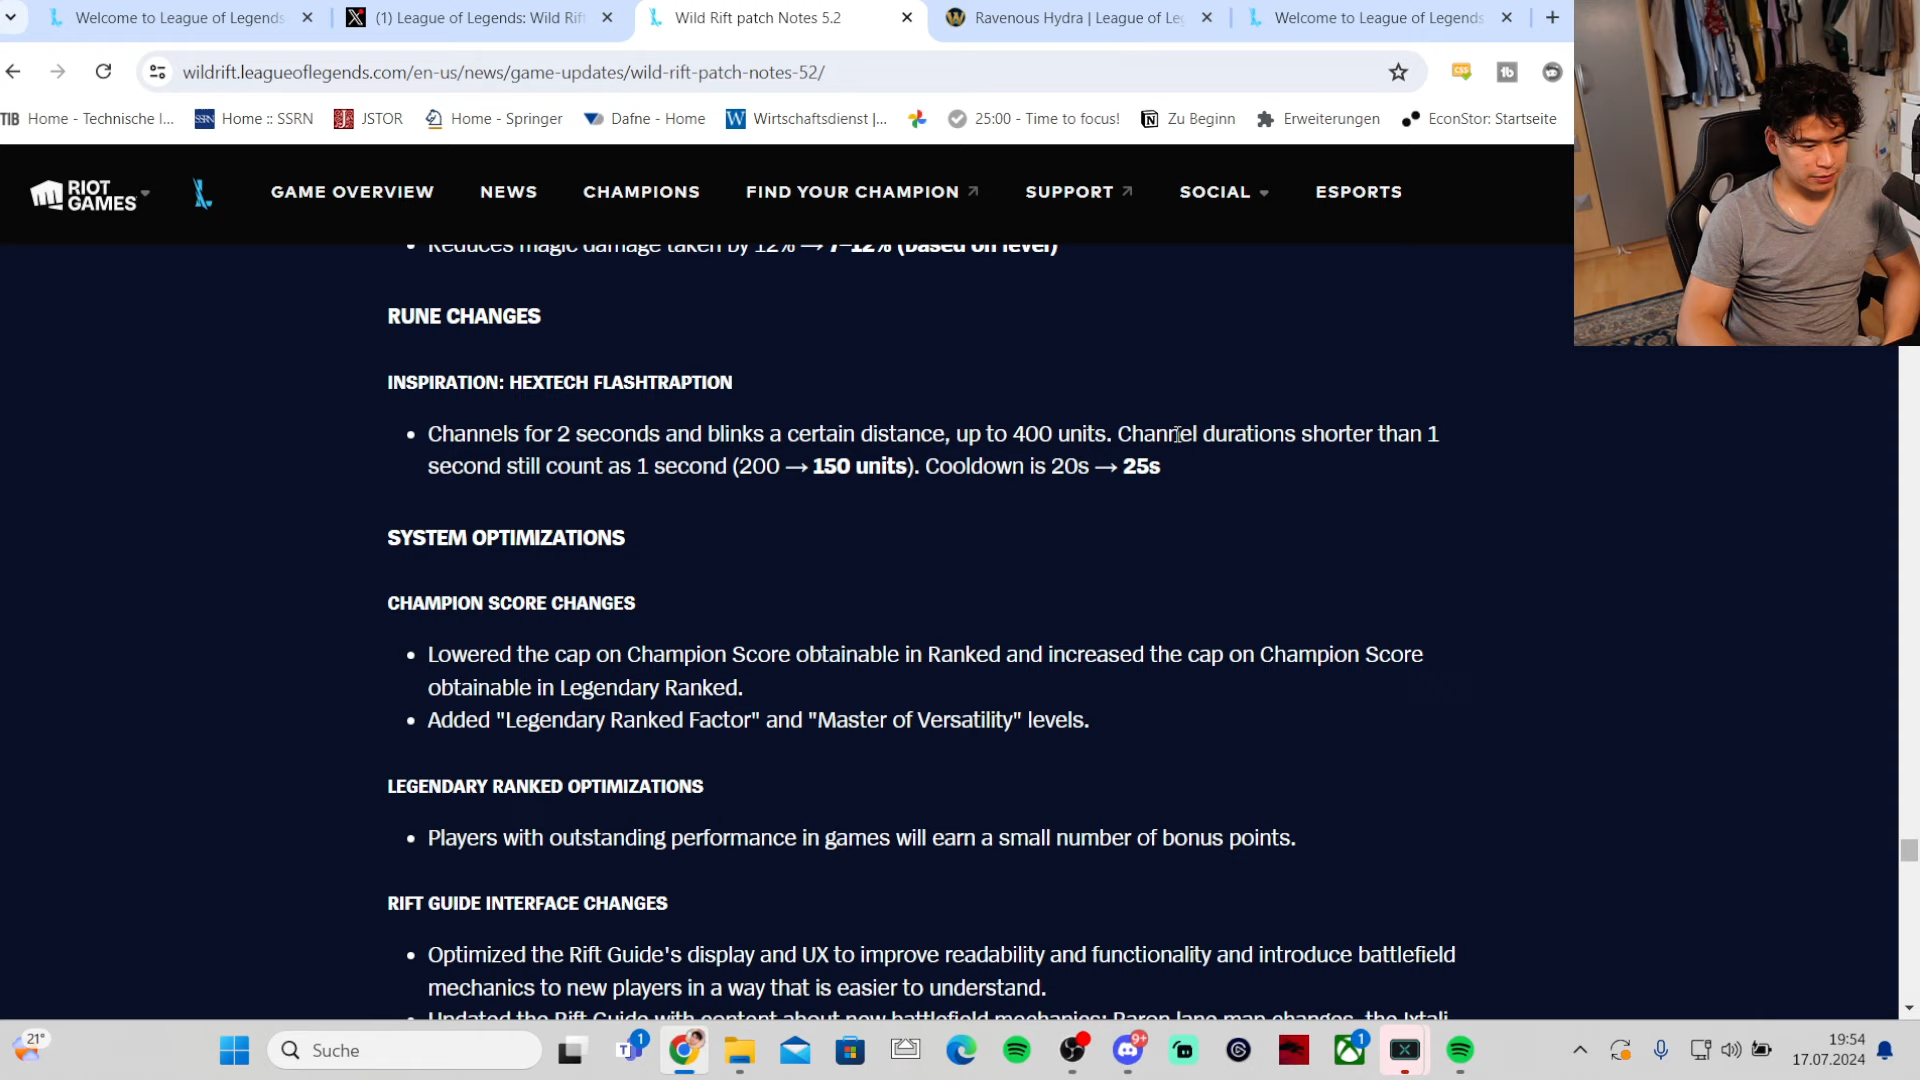 Welcome to League of Legends
(1) League of Legends: Wild Rif
Wild Rift patch Notes 5.2
Ravenous Hydra | League of Leg
Welcome to League of Legends
wildrift.leagueoflegends.com/en-us/news/game-updates/wild-rift-patch-notes-52/
TIB Home - Technische I...
SSRN Home :: SSRN
JSTOR
Home - Springer
Dafne - Home
W Wirtschaftsdienst |...
25:00 - Time to focus!
Zu Beginn
Erweiterungen
EconStor: Startseite
RIOT GAMES
GAME OVERVIEW NEWS CHAMPIONS FIND YOUR CHAMPION SUPPORT SOCIAL ESPORTS
• Reduces magic damage taken by 12% → 7–12% (based on level)
RUNE CHANGES
INSPIRATION: HEXTECH FLASHTRAPTION
• Channels for 2 seconds and blinks a certain distance, up to 400 units. Channel durations shorter than 1
second still count as 1 second (200 → 150 units). Cooldown is 20s → 25s
SYSTEM OPTIMIZATIONS
CHAMPION SCORE CHANGES
• Lowered the cap on Champion Score obtainable in Ranked and increased the cap on Champion Score
obtainable in Legendary Ranked.
• Added "Legendary Ranked Factor" and "Master of Versatility" levels.
LEGENDARY RANKED OPTIMIZATIONS
• Players with outstanding performance in games will earn a small number of bonus points.
RIFT GUIDE INTERFACE CHANGES
• Optimized the Rift Guide's display and UX to improve readability and functionality and introduce battlefield
mechanics to new players in a way that is easier to understand.
• Updated the Rift Guide with content about new battlefield mechanics: Baron lane map changes, the Ixtali
21°
Suche
1
9+
1
19:54
17.07.2024